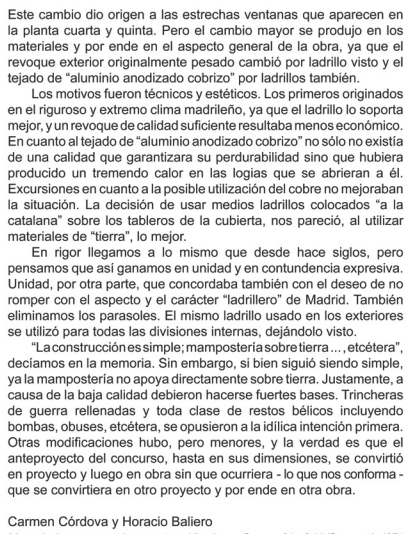 Este cambio dio origen a las estrechas ventanas que aparecen en
la planta cuarta y quinta. Pero el cambio mayor se produjo en los
materiales y por ende en el aspecto general de la obra, ya que el
revoque exterior originalmente pesado cambió por ladrillo visto y el
tejado de “aluminio anodizado cobrizo” por ladrillos también.
Los motivos fueron técnicos y estéticos. Los primeros originados
en el riguroso y extremo clima madrileño, ya que el ladrillo lo soporta
mejor, y un revoque de calidad suficiente resultaba menos económico.
En cuanto al tejado de “aluminio anodizado cobrizo” no sólo no existía
de una calidad que garantizara su perdurabilidad sino que hubiera
producido un tremendo calor en las logias que se abrieran a él.
Excursiones en cuanto a la posible utilización del cobre no mejoraban
la situación. La decisión de usar medios ladrillos colocados “a la
catalana” sobre los tableros de la cubierta, nos pareció, al utilizar
materiales de “tierra”, lo mejor.
En rigor llegamos a lo mismo que desde hace siglos, pero
pensamos que así ganamos en unidad y en contundencia expresiva.
Unidad, por otra parte, que concordaba también con el deseo de no
romper con el aspecto y el carácter “ladrillero” de Madrid. También
eliminamos los parasoles. El mismo ladrillo usado en los exteriores
se utilizó para todas las divisiones internas, dejándolo visto.
“La construcción es simple; mampostería sobre tierra ... , etcétera”,
decíamos en la memoria. Sin embargo, si bien siguió siendo simple,
ya la mampostería no apoya directamente sobre tierra. Justamente, a
causa de la baja calidad debieron hacerse fuertes bases. Trincheras
de guerra rellenadas y toda clase de restos bélicos incluyendo
bombas, obuses, etcétera, se opusieron a la idílica intención primera.
Otras modificaciones hubo, pero menores, y la verdad es que el
anteproyecto del concurso, hasta en sus dimensiones, se convirtió
en proyecto y luego en obra sin que ocurriera - lo que nos conforma -
que se convirtiera en otro proyecto y por ende en otra obra.
Carmen Córdova y Horacio Baliero